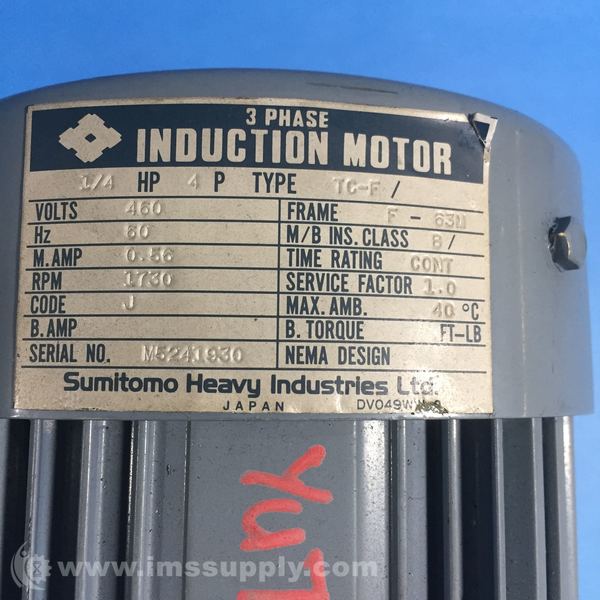 3 PHASE
INDUCTION MOTOR
1/4 HP 4 P TYPE TC-F /
VOLTS 460 FRAME F - 63M
Hz 60 M/B INS. CLASS B /
M. AMP 0.56 TIME RATING CONT
RPM 1730 SERVICE FACTOR 1.0
CODE J MAX. AMB. 40 °C
B. AMP B. TORQUE FT-LB
SERIAL NO. M5241930 NEMA DESIGN
Sumitomo Heavy Industries Ltd.
JAPAN
www.imssupply.com